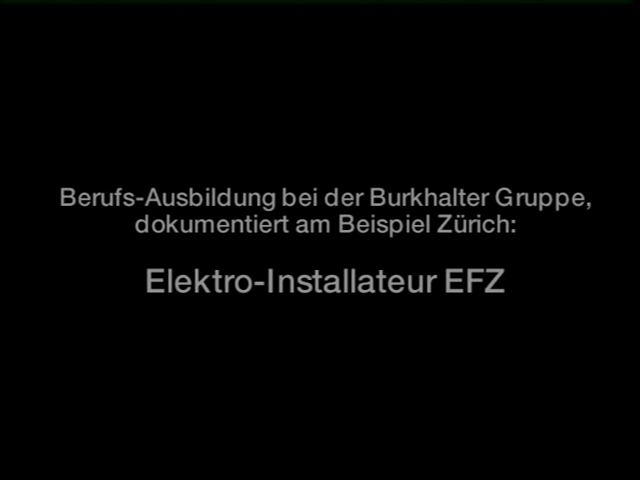 Berufs-Ausbildung bei der Burkhalter Gruppe,
dokumentiert am Beispiel Zürich:
Elektro-Installateur EFZ